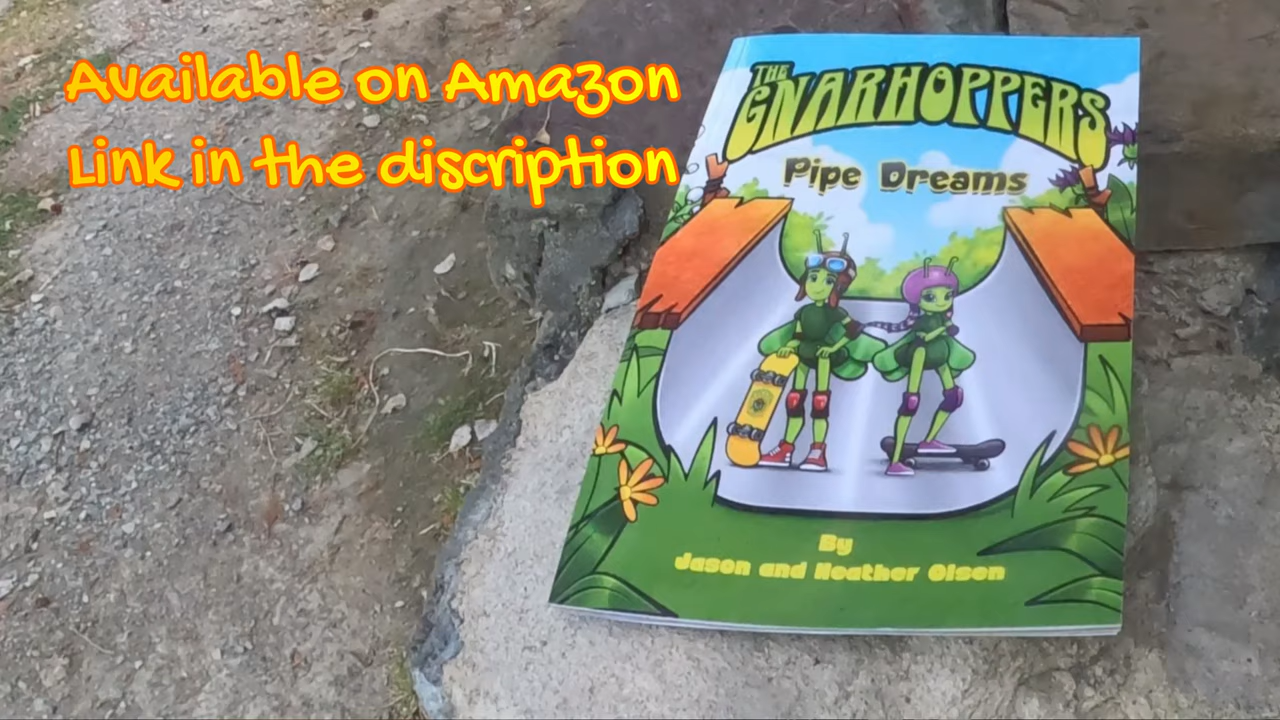 Available on Amazon
Link in the discription
THE
GNARHOPPERS
Pipe Dreams
By
Jason and Heather Olson